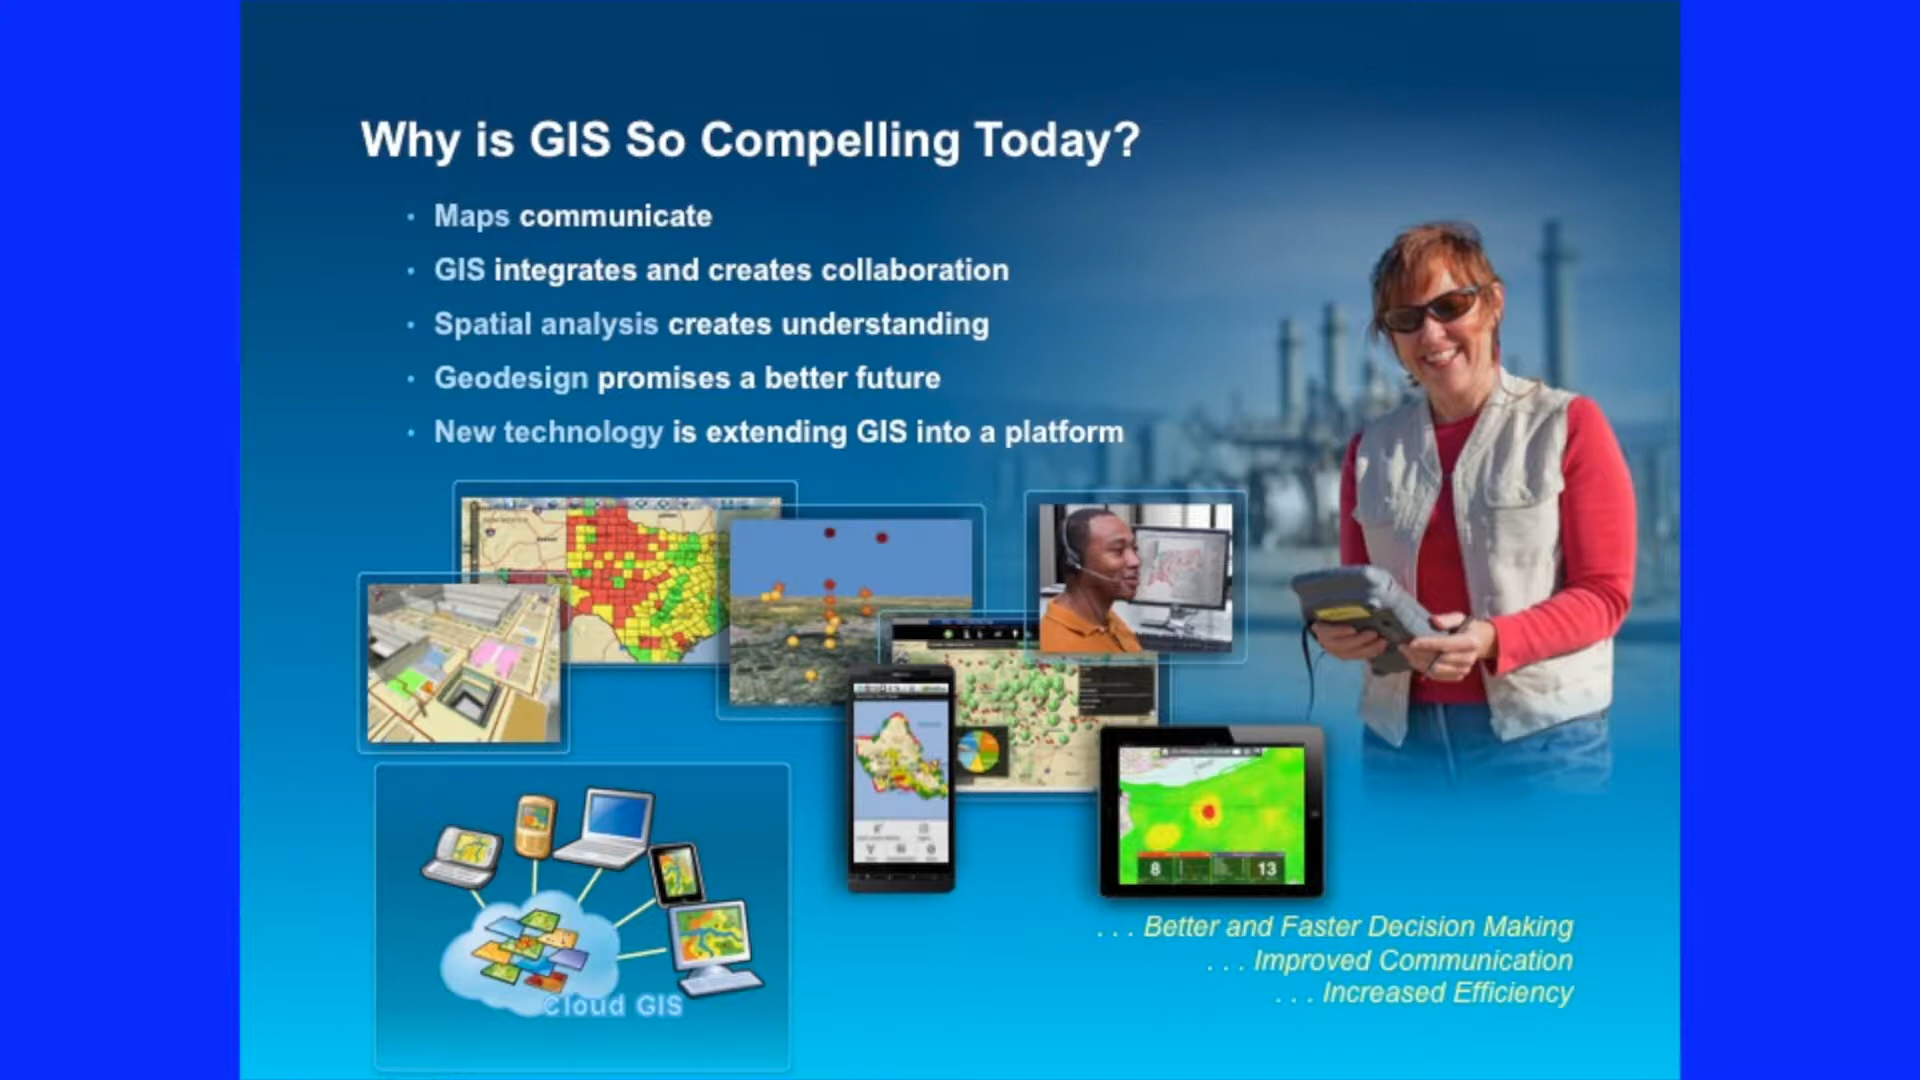 Why is GIS So Compelling Today?
· Maps communicate
· GIS integrates and creates collaboration
· Spatial analysis creates understanding
· Geodesign promises a better future
· New technology is extending GIS into a platform
8
13
Cloud GIS
. . . Better and Faster Decision Making
. . . Improved Communication
. . . Increased Efficiency